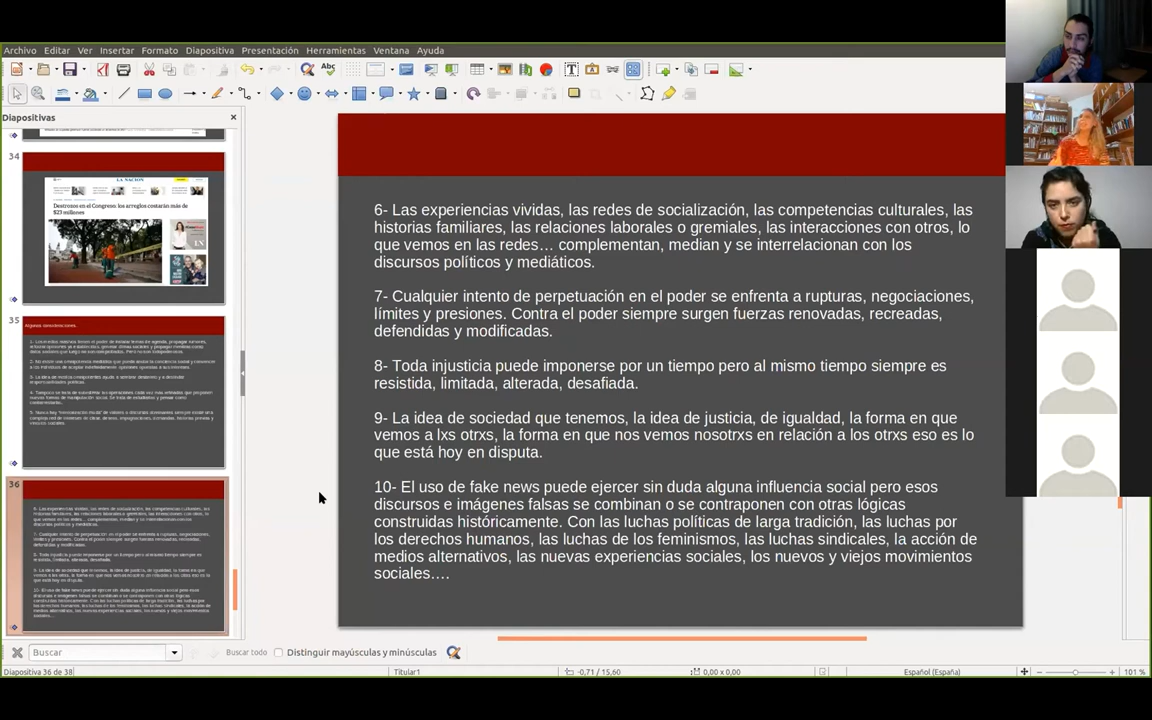 Archivo Editar Ver Insertar Formato Diapositiva Presentación Herramientas Ventana Ayuda
Diapositivas
34
LA NACION
Destrozos en el Congreso: los arreglos costarán más de
$23 millones
35
36
6- Las experiencias vividas, las redes de socialización, las competencias culturales, las
historias familiares, las relaciones laborales o gremiales, las interacciones con otros, lo
que vemos en las redes… complementan, median y se interrelacionan con los
discursos políticos y mediáticos.
7- Cualquier intento de perpetuación en el poder se enfrenta a rupturas, negociaciones,
límites y presiones. Contra el poder siempre surgen fuerzas renovadas, recreadas,
defendidas y modificadas.
8- Toda injusticia puede imponerse por un tiempo pero al mismo tiempo siempre es
resistida, limitada, alterada, desafiada.
9- La idea de sociedad que tenemos, la idea de justicia, de igualdad, la forma en que
vemos a lxs otrxs, la forma en que nos vemos nosotrxs en relación a los otrxs eso es lo
que está hoy en disputa.
10- El uso de fake news puede ejercer sin duda alguna influencia social pero esos
discursos e imágenes falsas se combinan o se contraponen con otras lógicas
construidas históricamente. Con las luchas políticas de larga tradición, las luchas por
los derechos humanos, las luchas de los feminismos, las luchas sindicales, la acción de
medios alternativos, las nuevas experiencias sociales, los nuevos y viejos movimientos
sociales….
Buscar
Buscar todo
Distinguir mayúsculas y minúsculas
Diapositiva 36 de 38
Titular1
-0,71 / 15,60
0,00 x 0,00
Español (España)
101 %